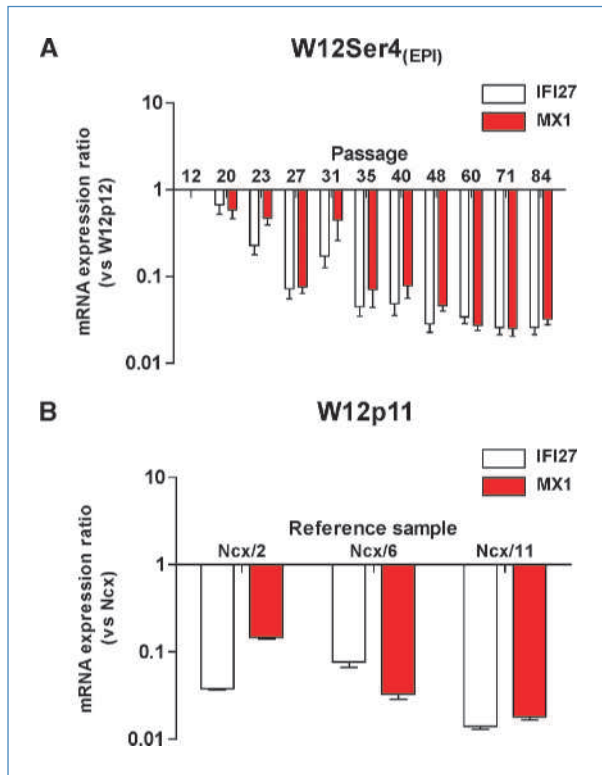 A
W12Ser4(EPI)
IFI27
MX1
mRNA expression ratio
(vs W12p12)
10
1
0.1
0.01
Passage
12 20 23 27 31 35 40 48 60 71 84
B
W12p11
IFI27
MX1
mRNA expression ratio
(vs Ncx)
10
1
0.1
0.01
Reference sample
Ncx/2 Ncx/6 Ncx/11